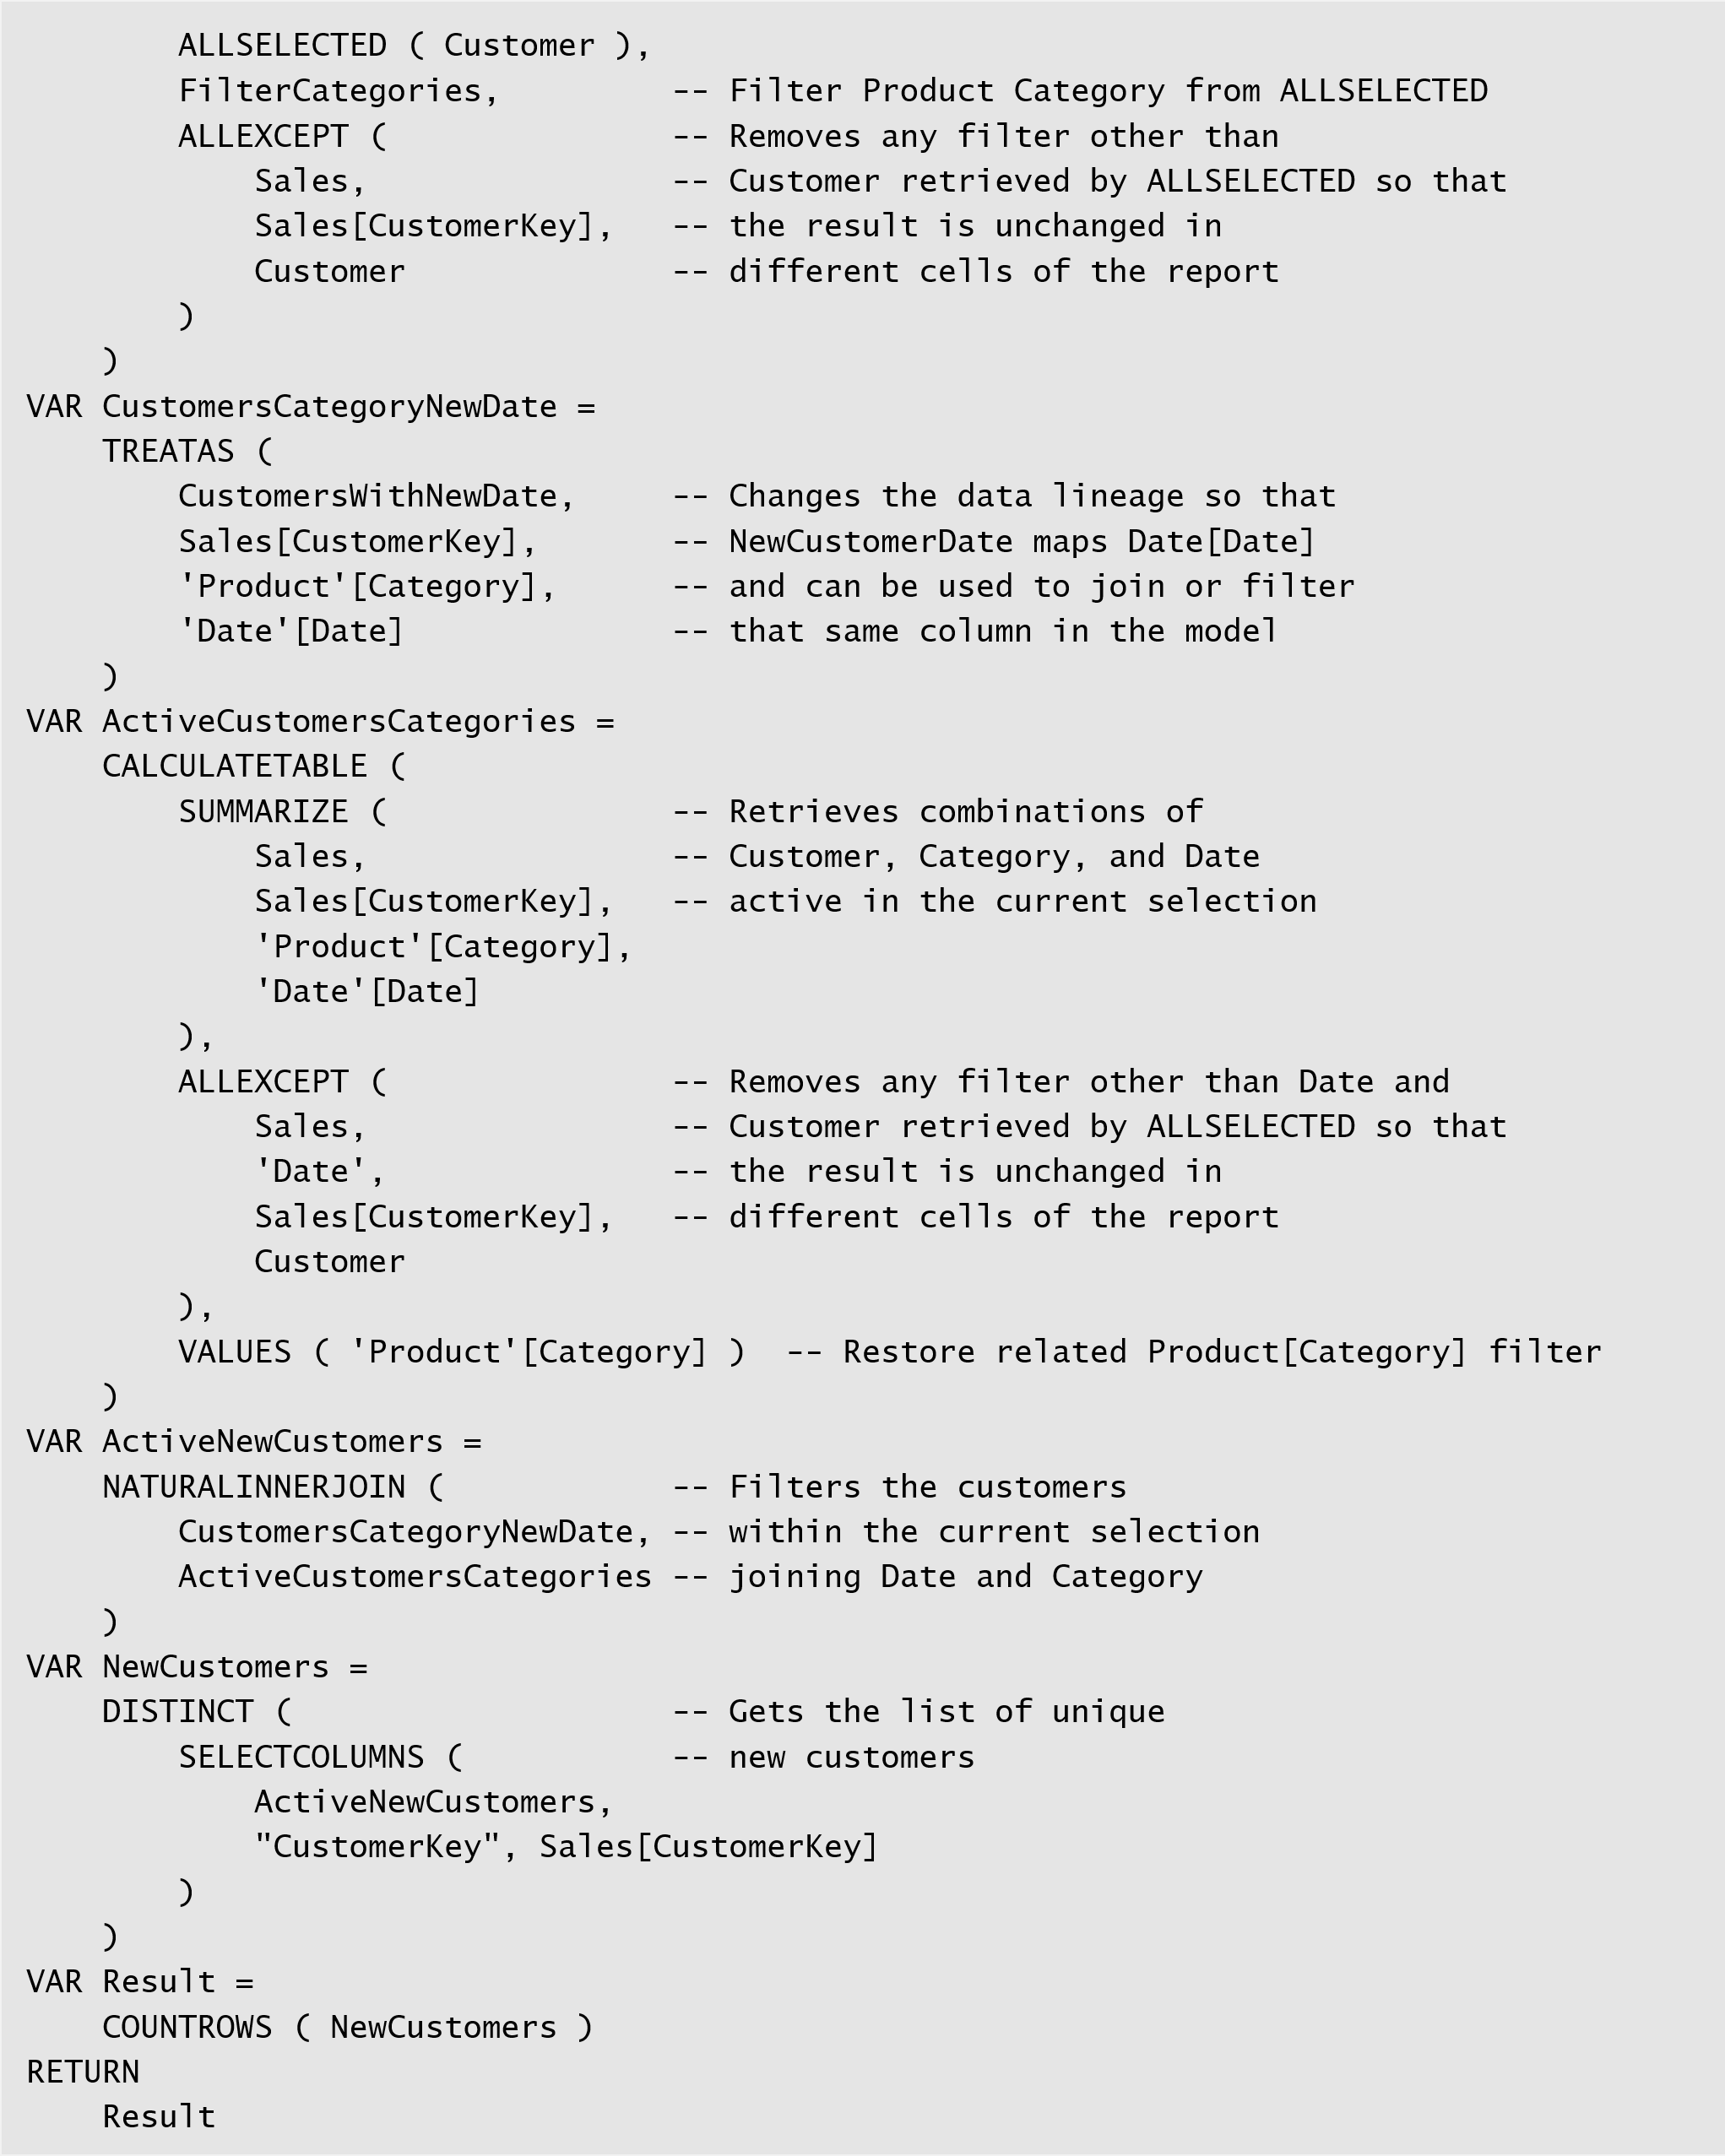 ALLSELECTED ( Customer ),
        FilterCategories,         -- Filter Product Category from ALLSELECTED
        ALLEXCEPT (               -- Removes any filter other than
            Sales,                -- Customer retrieved by ALLSELECTED so that
            Sales[CustomerKey],   -- the result is unchanged in
            Customer              -- different cells of the report
        )
    )
VAR CustomersCategoryNewDate =
    TREATAS (
        CustomersWithNewDate,     -- Changes the data lineage so that
        Sales[CustomerKey],       -- NewCustomerDate maps Date[Date]
        'Product'[Category],      -- and can be used to join or filter
        'Date'[Date]              -- that same column in the model
    )
VAR ActiveCustomersCategories =
    CALCULATETABLE (
        SUMMARIZE (               -- Retrieves combinations of
            Sales,                -- Customer, Category, and Date
            Sales[CustomerKey],   -- active in the current selection
            'Product'[Category],
            'Date'[Date]
        ),
        ALLEXCEPT (               -- Removes any filter other than Date and
            Sales,                -- Customer retrieved by ALLSELECTED so that
            'Date',               -- the result is unchanged in
            Sales[CustomerKey],   -- different cells of the report
            Customer
        ),
        VALUES ( 'Product'[Category] )  -- Restore related Product[Category] filter
    )
VAR ActiveNewCustomers =
    NATURALINNERJOIN (            -- Filters the customers
        CustomersCategoryNewDate, -- within the current selection
        ActiveCustomersCategories -- joining Date and Category
    )
VAR NewCustomers =
    DISTINCT (                    -- Gets the list of unique
        SELECTCOLUMNS (           -- new customers
            ActiveNewCustomers,
            "CustomerKey", Sales[CustomerKey]
        )
    )
VAR Result =
    COUNTROWS ( NewCustomers )
RETURN
    Result